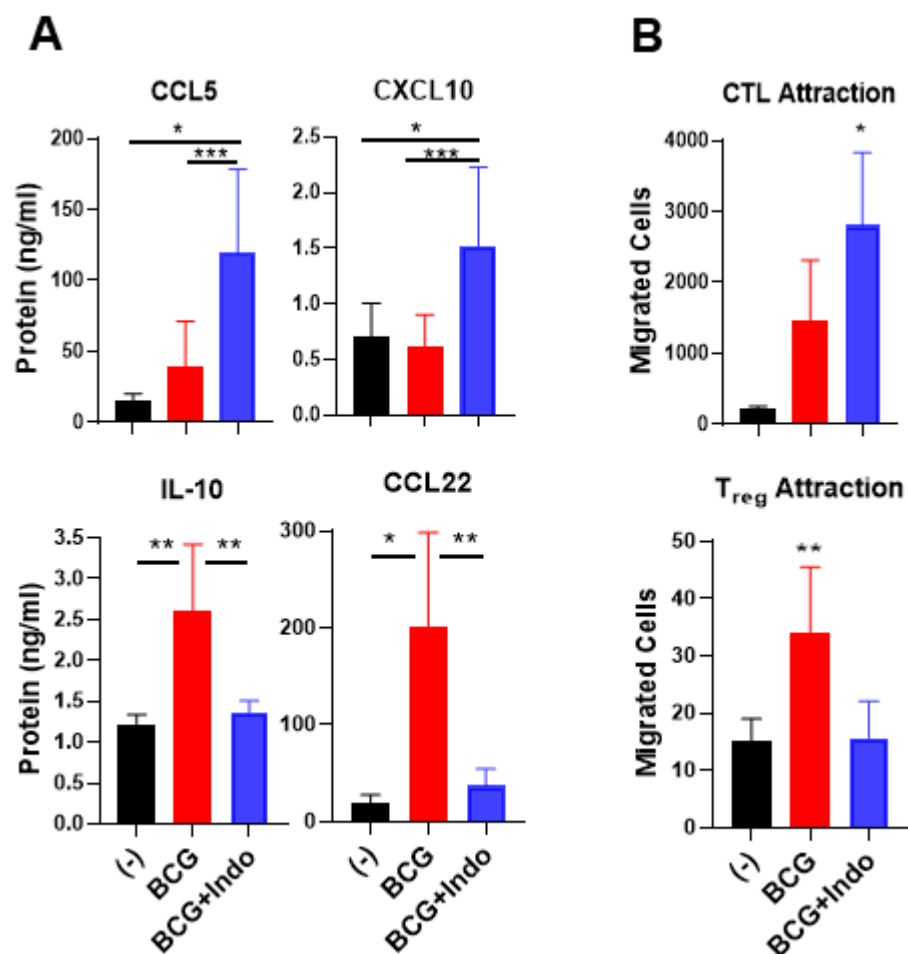 A
CCL5
Protein (ng/ml)
200
150
100
50
0
*
***
CXCL10
2.5
2.0
1.5
1.0
0.5
0.0
*
***
IL-10
Protein (ng/ml)
3.5
3.0
2.5
2.0
1.5
1.0
0.5
0.0
**
**
(-)
BCG
BCG+Indo
CCL22
300
200
100
0
*
**
(-)
BCG
BCG+Indo
B
CTL Attraction
Migrated Cells
4000
3000
2000
1000
0
*
Treg Attraction
Migrated Cells
50
40
30
20
10
0
**
(-)
BCG
BCG+Indo